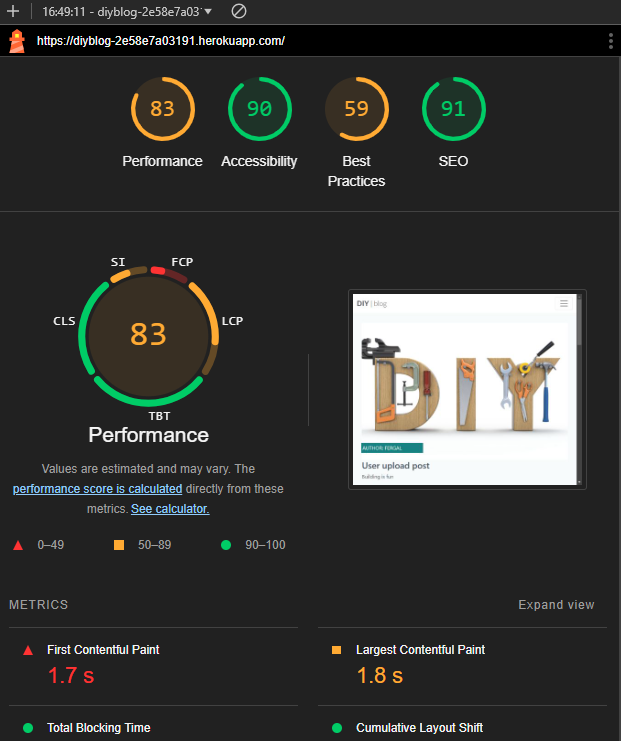 16:49:11 - diyblog-2e58e7a03
https://diyblog-2e58e7a03191.herokuapp.com/
83
90
59
91
Performance
Accessibility
Best
Practices
SEO
SI
FCP
CLS
LCP
83
TBT
Performance
Values are estimated and may vary. The
performance score is calculated directly from these
metrics. See calculator.
0–49
50–89
90–100
DIY | blog
DIY
AUTHOR: FERGAL
User upload post
Building is fun
METRICS
Expand view
First Contentful Paint
1.7 s
Largest Contentful Paint
1.8 s
Total Blocking Time
Cumulative Layout Shift